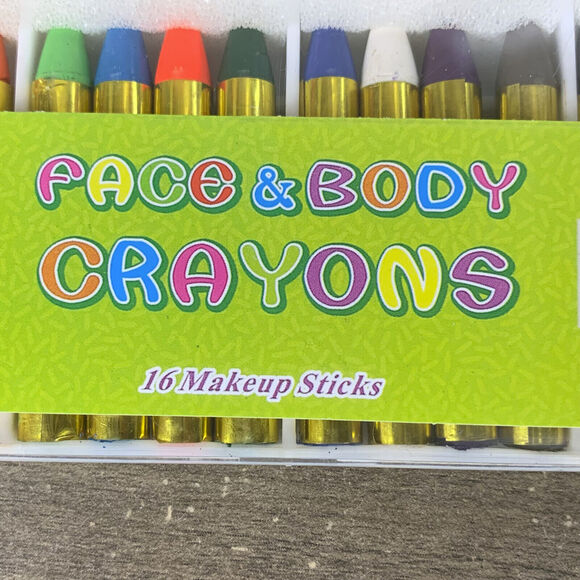 FACE & BODY
CRAYONS
16 Makeup Sticks